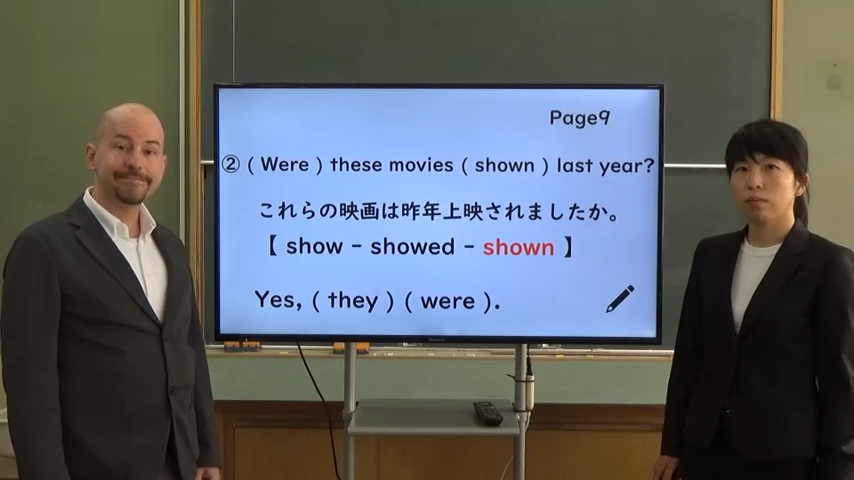 Page9
② ( Were ) these movies ( shown ) last year?
これらの映画は昨年上映されましたか。
【 show - showed - shown 】
Yes, ( they ) ( were ).